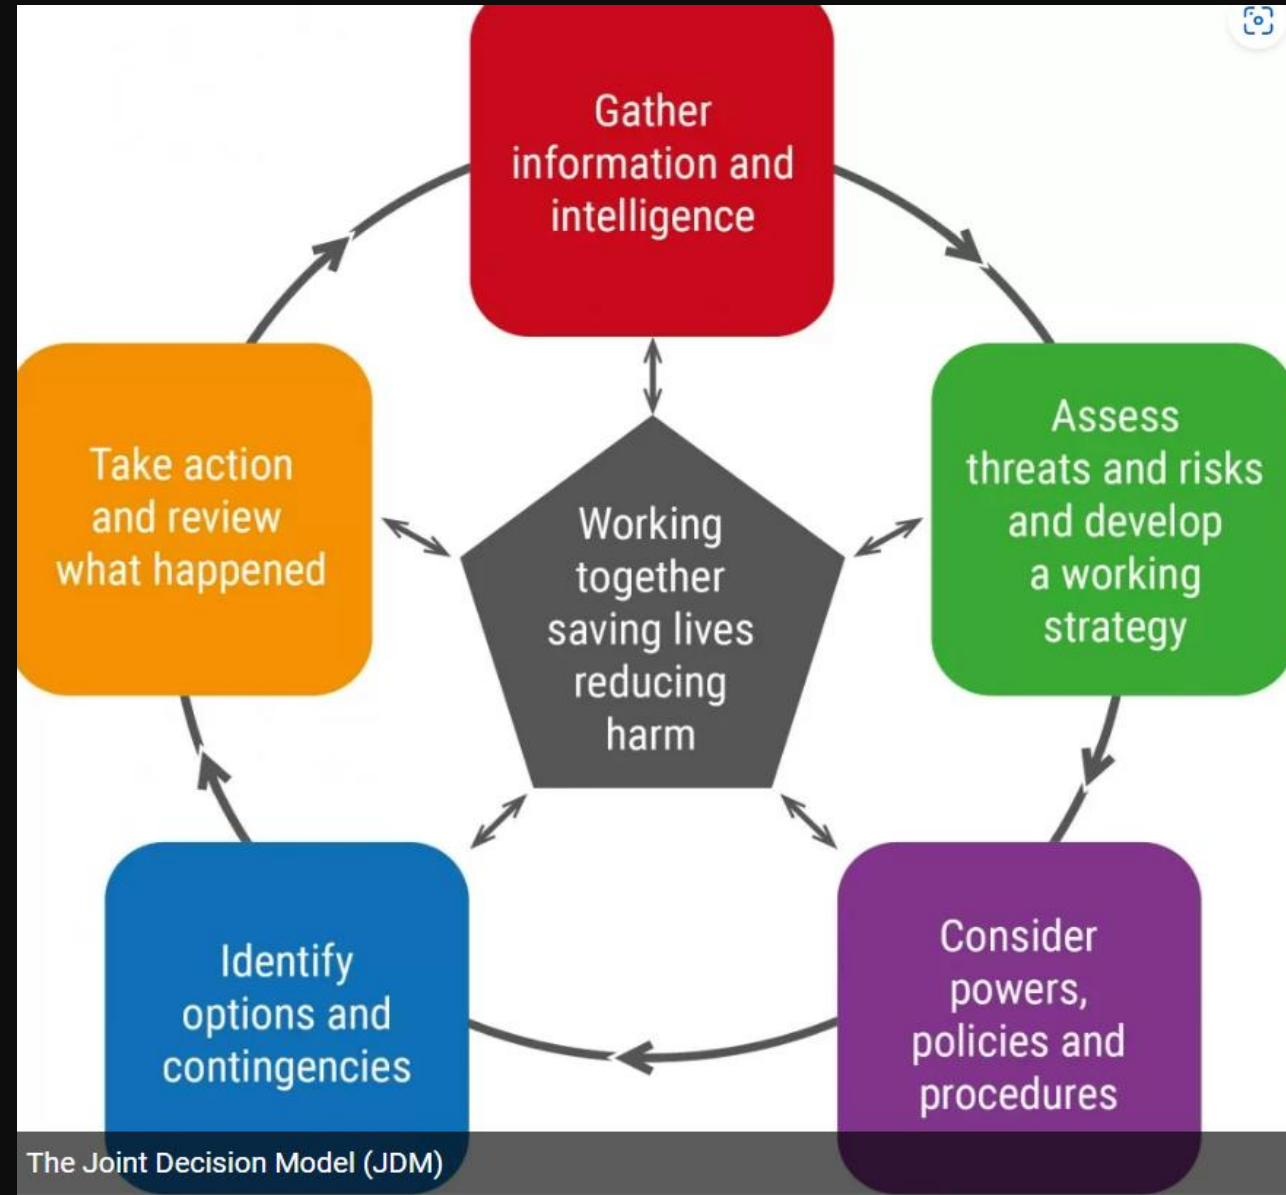 Gather
information and
intelligence
Assess
threats and risks
and develop
a working
strategy
Take action
and review
what happened
Working
together
saving lives
reducing
harm
Consider
powers,
policies and
procedures
Identify
options and
contingencies
The Joint Decision Model (JDM)